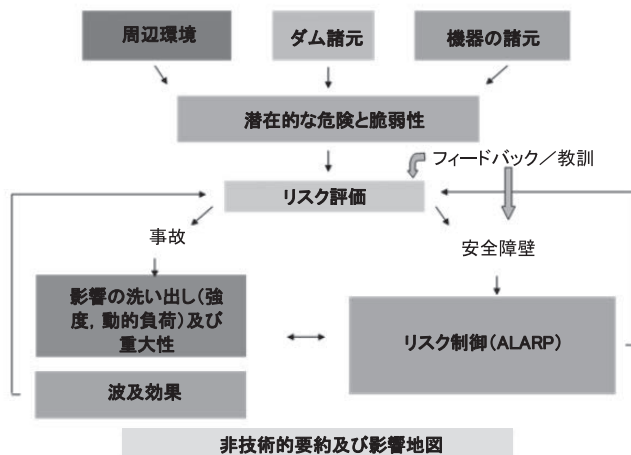 周辺環境
ダム諸元
機器の諸元
潜在的な危険と脆弱性
フィードバック／教訓
リスク評価
事故
安全障壁
影響の洗い出し（強
度，動的負荷）及び
重大性
リスク制御（ALARP）
波及効果
非技術的要約及び影響地図